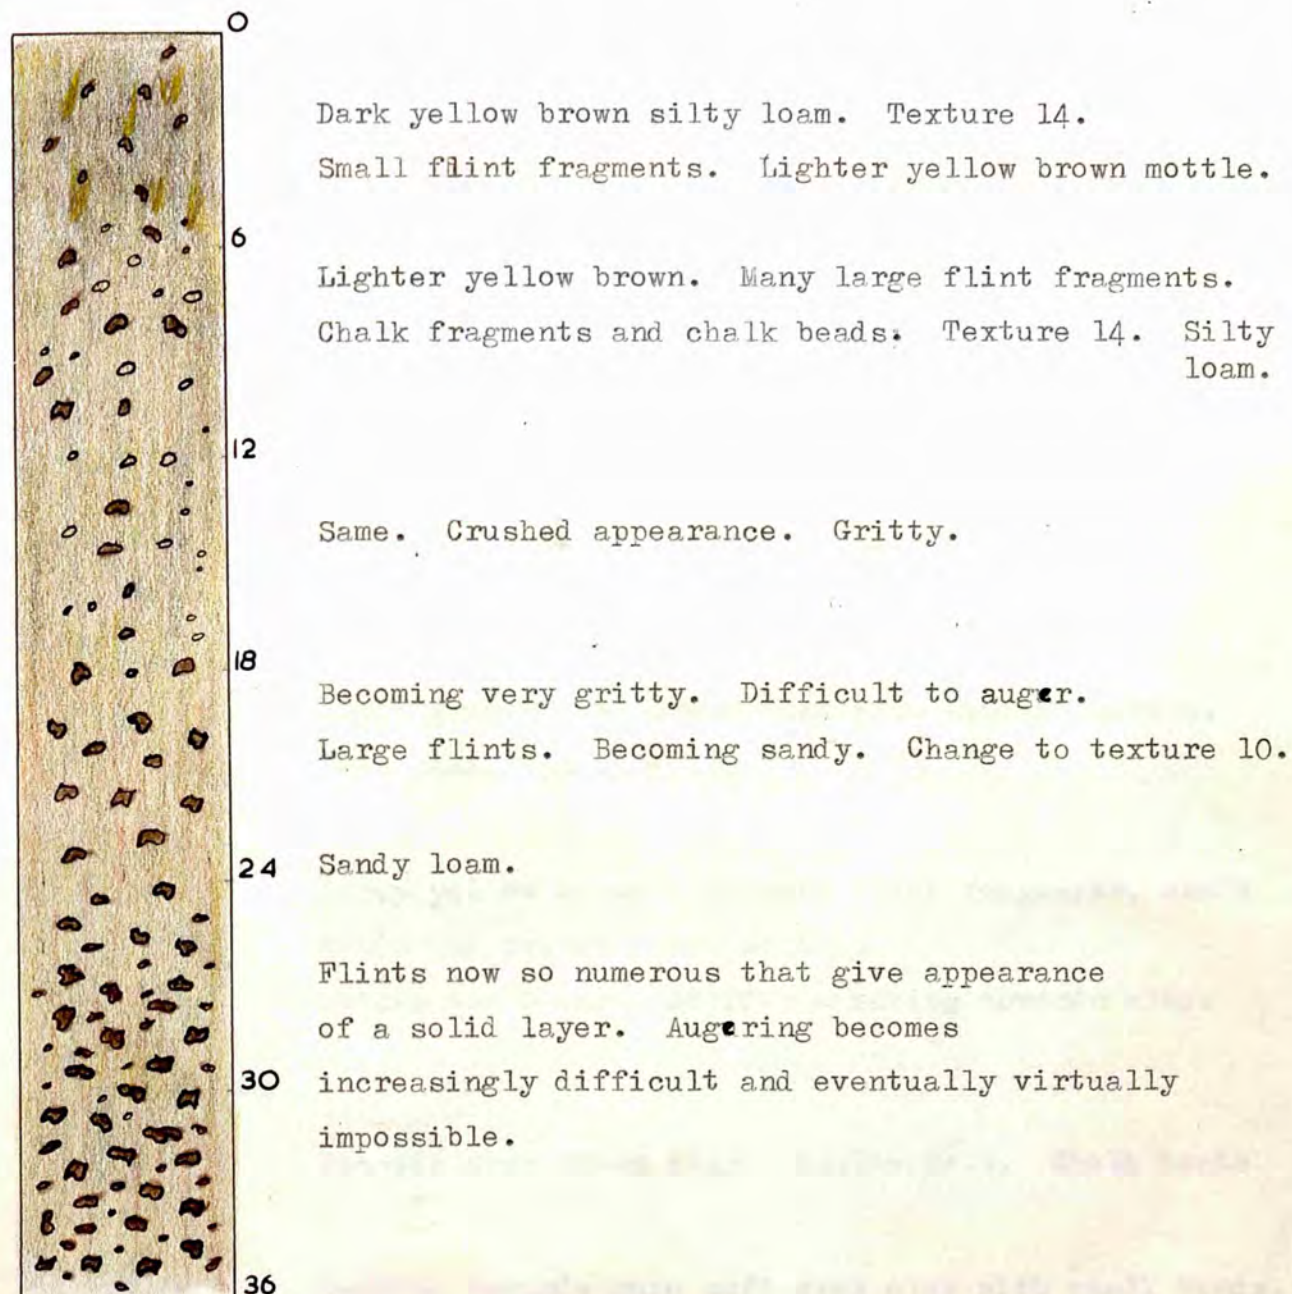 0
Dark yellow brown silty loam. Texture 14.
Small flint fragments. Lighter yellow brown mottle.
6
Lighter yellow brown. Many large flint fragments.
Chalk fragments and chalk beads. Texture 14. Silty
loam.
12
Same. Crushed appearance. Gritty.
18
Becoming very gritty. Difficult to auger.
Large flints. Becoming sandy. Change to texture 10.
24
Sandy loam.
Flints now so numerous that give appearance
of a solid layer. Augering becomes
30
increasingly difficult and eventually virtually
impossible.
36